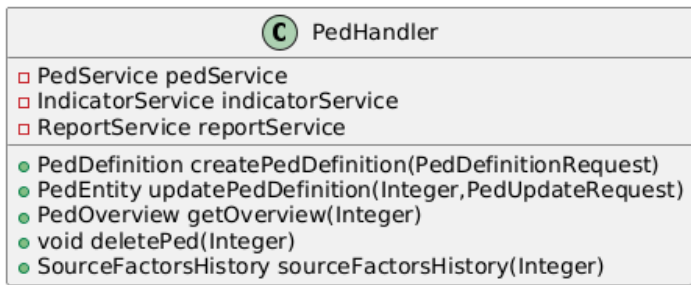 C PedHandler
PedService pedService
IndicatorService indicatorService
ReportService reportService
PedDefinition createPedDefinition(PedDefinitionRequest)
PedEntity updatePedDefinition(Integer,PedUpdateRequest)
PedOverview getOverview(Integer)
void deletePed(Integer)
SourceFactorsHistory sourceFactorsHistory(Integer)